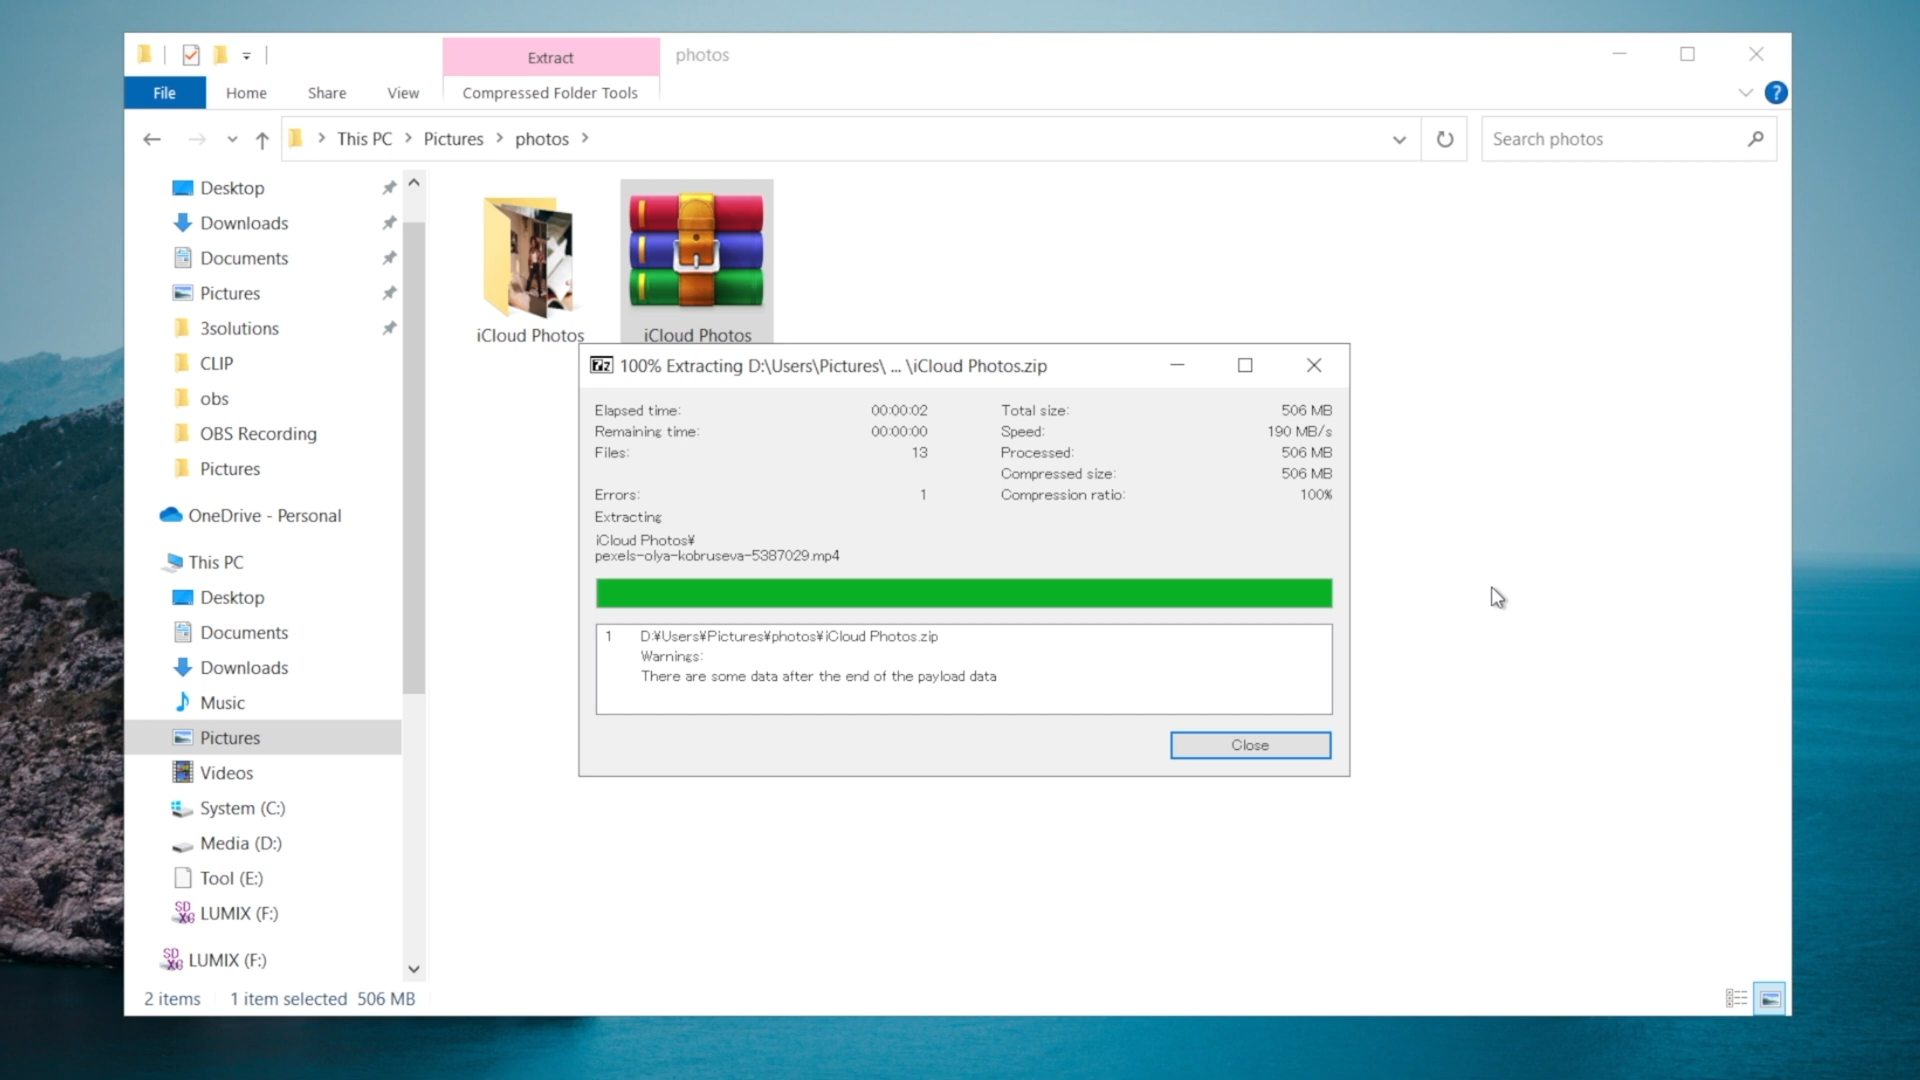 Extract
photos
File
Home
Share
View
Compressed Folder Tools
?
This PC
Pictures
photos
Search photos
Desktop
Downloads
Documents
Pictures
3solutions
CLIP
obs
OBS Recording
Pictures
OneDrive - Personal
This PC
Desktop
Documents
Downloads
Music
Pictures
Videos
System (C:)
Media (D:)
Tool (E:)
SD
XC
LUMIX (F:)
SD
XC
LUMIX (F:)
iCloud Photos
iCloud Photos
7z 100% Extracting D:\Users\Pictures\ ... \iCloud Photos.zip
Elapsed time: 00:00:02
Total size: 506 MB
Remaining time: 00:00:00
Speed: 190 MB/s
Files: 13
Processed: 506 MB
Compressed size: 506 MB
Errors: 1
Compression ratio: 100%
Extracting
iCloud Photos¥
pexels-olya-kobruseva-5387029.mp4
1 D:¥Users¥Pictures¥photos¥iCloud Photos.zip
Warnings:
There are some data after the end of the payload data
Close
2 items 1 item selected 506 MB